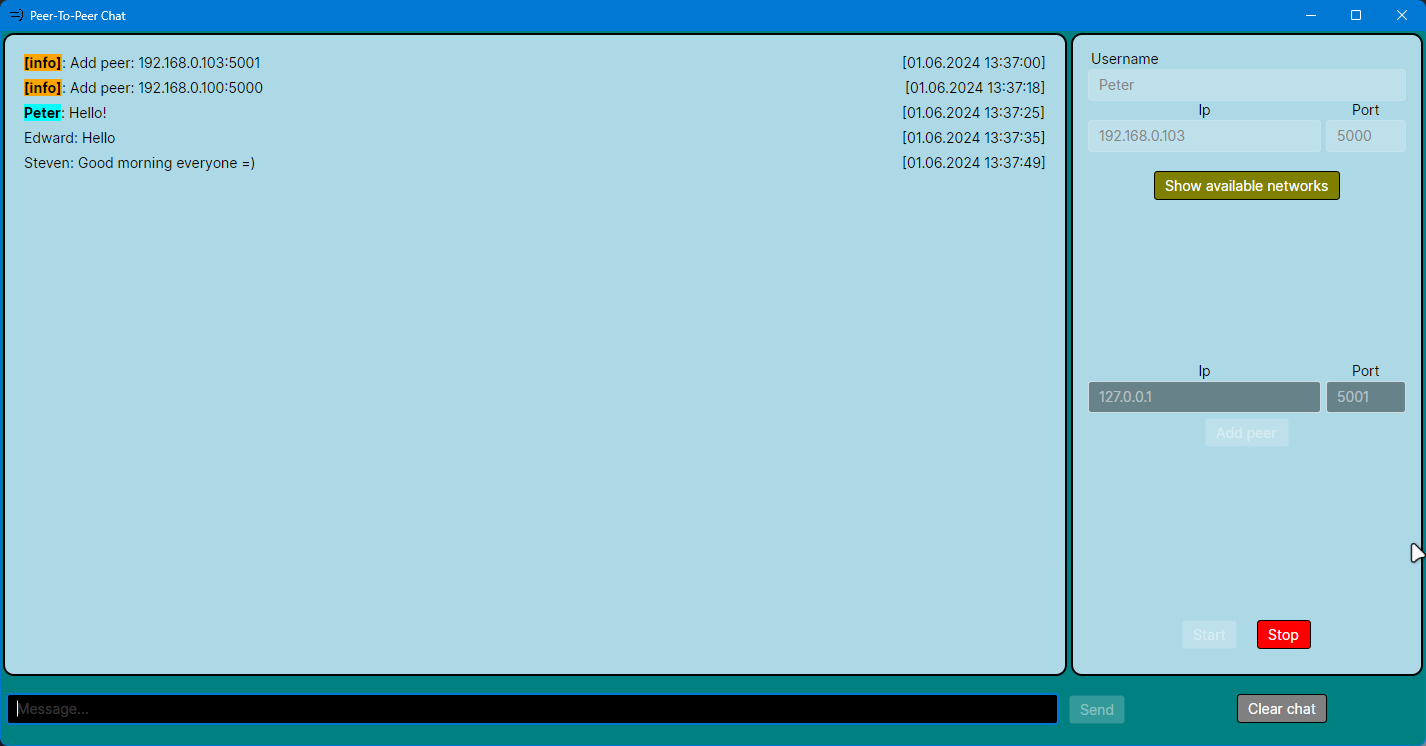 Peer-To-Peer Chat
[info]: Add peer: 192.168.0.103:5001 [01.06.2024 13:37:00]
[info]: Add peer: 192.168.0.100:5000 [01.06.2024 13:37:18]
Peter: Hello! [01.06.2024 13:37:25]
Edward: Hello [01.06.2024 13:37:35]
Steven: Good morning everyone =) [01.06.2024 13:37:49]
Username
Peter
Ip Port
192.168.0.103 5000
Show available networks
Ip Port
127.0.0.1 5001
Add peer
Start Stop
Message... Send Clear chat